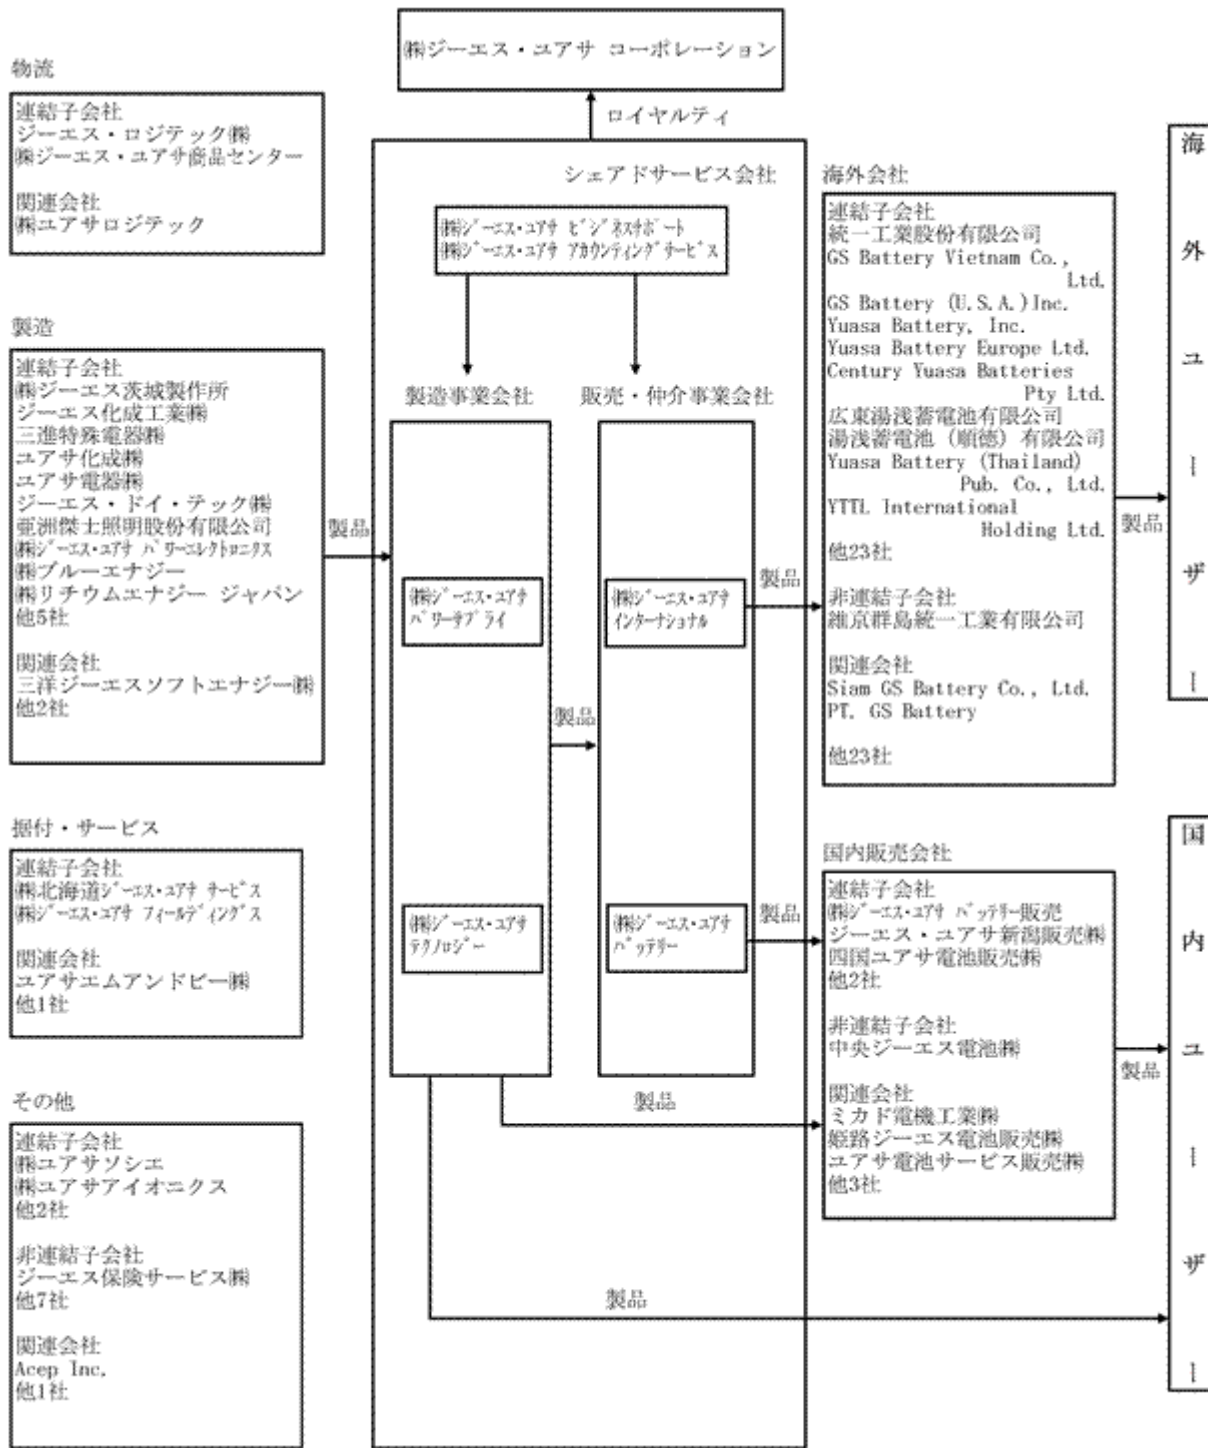 ㈱ジーエス・ユアサ コーポレーション
ロイヤルティ
物流
連結子会社
ジーエス・ロジテック㈱
㈱ジーエス・ユアサ商品センター
関連会社
㈱ユアサロジテック
製造
連結子会社
㈱ジーエス茨城製作所
ジーエス化成工業㈱
三進特殊電器㈱
ユアサ化成㈱
ユアサ電器㈱
ジーエス・ドイ・テック㈱
亜洲傑士照明股份有限公司
㈱ジーエス・ユアサ パワーエレクトロニクス
㈱ブルーエナジー
㈱リチウムエナジー ジャパン
他5社
関連会社
三洋ジーエスソフトエナジー㈱
他2社
製品
据付・サービス
連結子会社
㈱北海道ジーエス・ユアサ サービス
㈱ジーエス・ユアサ フィールディングス
関連会社
ユアサエムアンドビー㈱
他1社
その他
連結子会社
㈱ユアサソシエ
㈱ユアサアイオニクス
他2社
非連結子会社
ジーエス保険サービス㈱
他7社
関連会社
Acep Inc.
他1社
シェアドサービス会社
㈱ジーエス・ユアサ ビジネスサポート
㈱ジーエス・ユアサ アカウンティングサービス
製造事業会社
㈱ジーエス・ユアサ
パワーサプライ
㈱ジーエス・ユアサ
テクノロジー
製品
販売・仲介事業会社
㈱ジーエス・ユアサ
インターナショナル
㈱ジーエス・ユアサ
バッテリー
製品
製品
製品
製品
海外会社
連結子会社
統一工業股份有限公司
GS Battery Vietnam Co.,
Ltd.
GS Battery (U.S.A.)Inc.
Yuasa Battery, Inc.
Yuasa Battery Europe Ltd.
Century Yuasa Batteries
Pty Ltd.
広東湯浅蓄電池有限公司
湯浅蓄電池（順徳）有限公司
Yuasa Battery (Thailand)
Pub. Co., Ltd.
YTTL International
Holding Ltd.
他23社
非連結子会社
維京群島統一工業有限公司
関連会社
Siam GS Battery Co., Ltd.
PT. GS Battery
他23社
製品
国内販売会社
連結子会社
㈱ジーエス・ユアサ バッテリー販売
ジーエス・ユアサ新潟販売㈱
四国ユアサ電池販売㈱
他2社
非連結子会社
中央ジーエス電池㈱
関連会社
ミカド電機工業㈱
姫路ジーエス電池販売㈱
ユアサ電池サービス販売㈱
他3社
製品
海外ユーザー
国内ユーザー